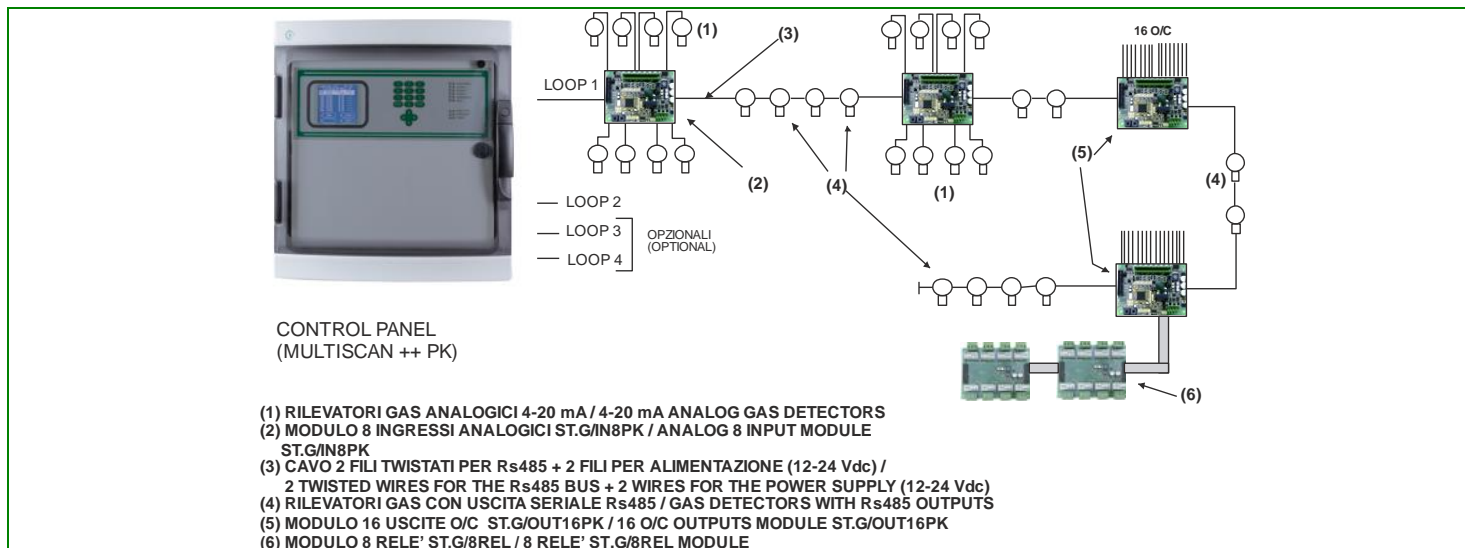 16 O/C
(1)
(3)
LOOP 1
(5)
(2)
(4)
(1)
(4)
LOOP 2
LOOP 3
OPZIONALI
(OPTIONAL)
LOOP 4
CONTROL PANEL
(MULTISCAN ++ PK)
(6)
(1) RILEVATORI GAS ANALOGICI 4-20 mA / 4-20 mA ANALOG GAS DETECTORS
(2) MODULO 8 INGRESSI ANALOGICI ST.G/IN8PK / ANALOG 8 INPUT MODULE
ST.G/IN8PK
(3) CAVO 2 FILI TWISTATI PER Rs485 + 2 FILI PER ALIMENTAZIONE (12-24 Vdc) /
2 TWISTED WIRES FOR THE Rs485 BUS + 2 WIRES FOR THE POWER SUPPLY (12-24 Vdc)
(4) RILEVATORI GAS CON USCITA SERIALE Rs485 / GAS DETECTORS WITH Rs485 OUTPUTS
(5) MODULO 16 USCITE O/C ST.G/OUT16PK / 16 O/C OUTPUTS MODULE ST.G/OUT16PK
(6) MODULO 8 RELE' ST.G/8REL / 8 RELE' ST.G/8REL MODULE